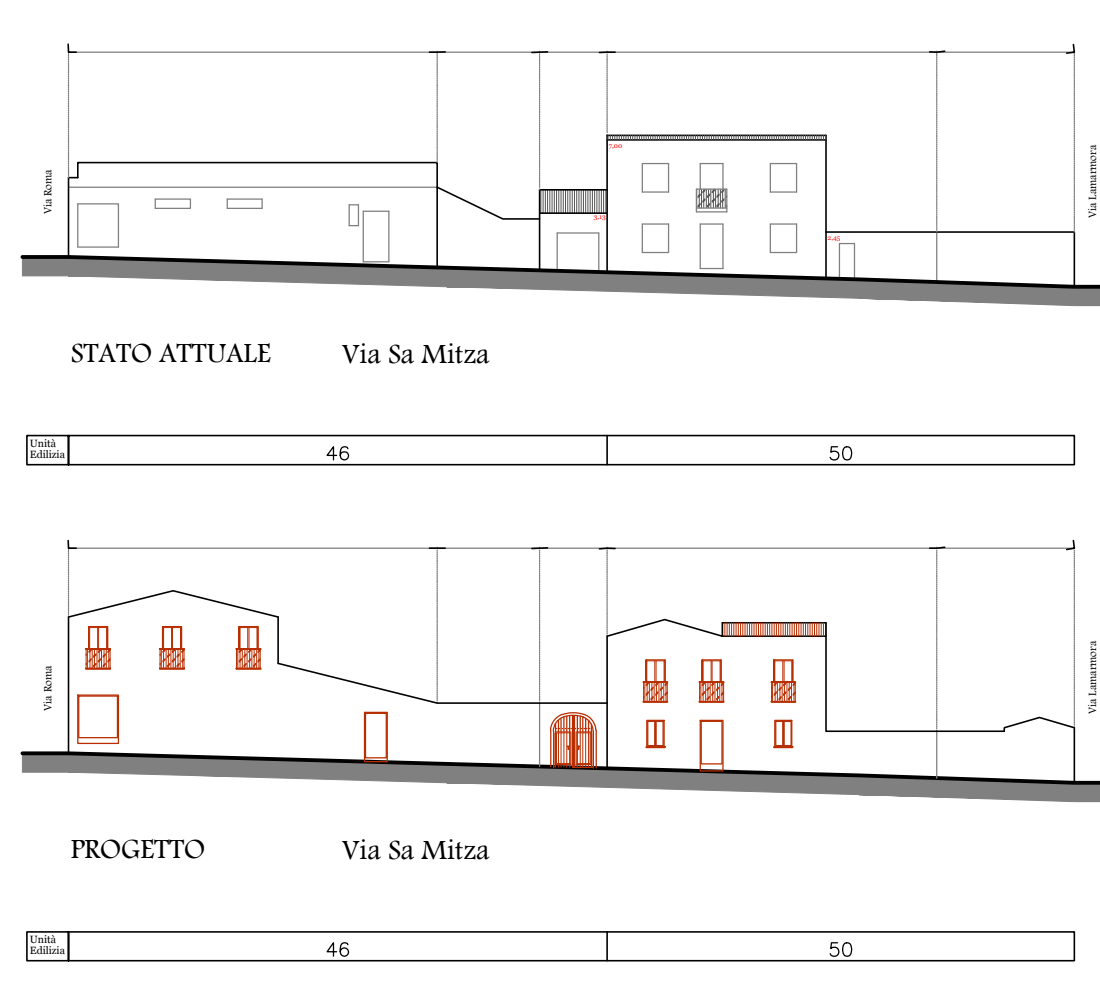 Via Roma
Via Lamarmora
7,00
3,13
2,45
STATO ATTUALE Via Sa Mitza
Unità
Edilizia
46
50
Via Roma
Via Lamarmora
PROGETTO Via Sa Mitza
Unità
Edilizia
46
50